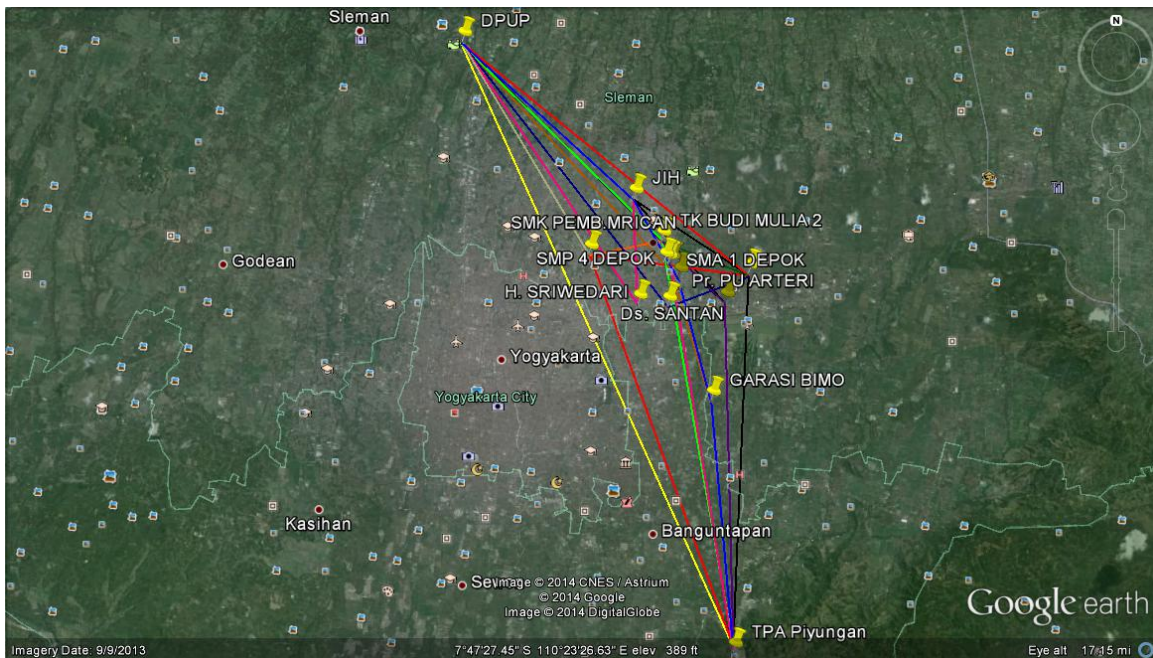 Sleman
DPUP
N
Sleman
JIH
SMK PEMB.MRICAN
TK BUDI MULIA 2
SMP 4 DEPOK
SMA 1 DEPOK
Godean
H
Pr. PU ARTERI
H. SRIWEDARI
Ds. SANTAN
Yogyakarta
GARASI BIMO
Yogyakarta City
H
Kasihan
Banguntapan
Image © 2014 CNES / Astrium
© 2014 Google
Image © 2014 DigitalGlobe
Google earth
TPA Piyungan
Imagery Date: 9/9/2013
7°47'27.45" S 110°23'26.63" E elev 389 ft
Eye alt 17.15 mi